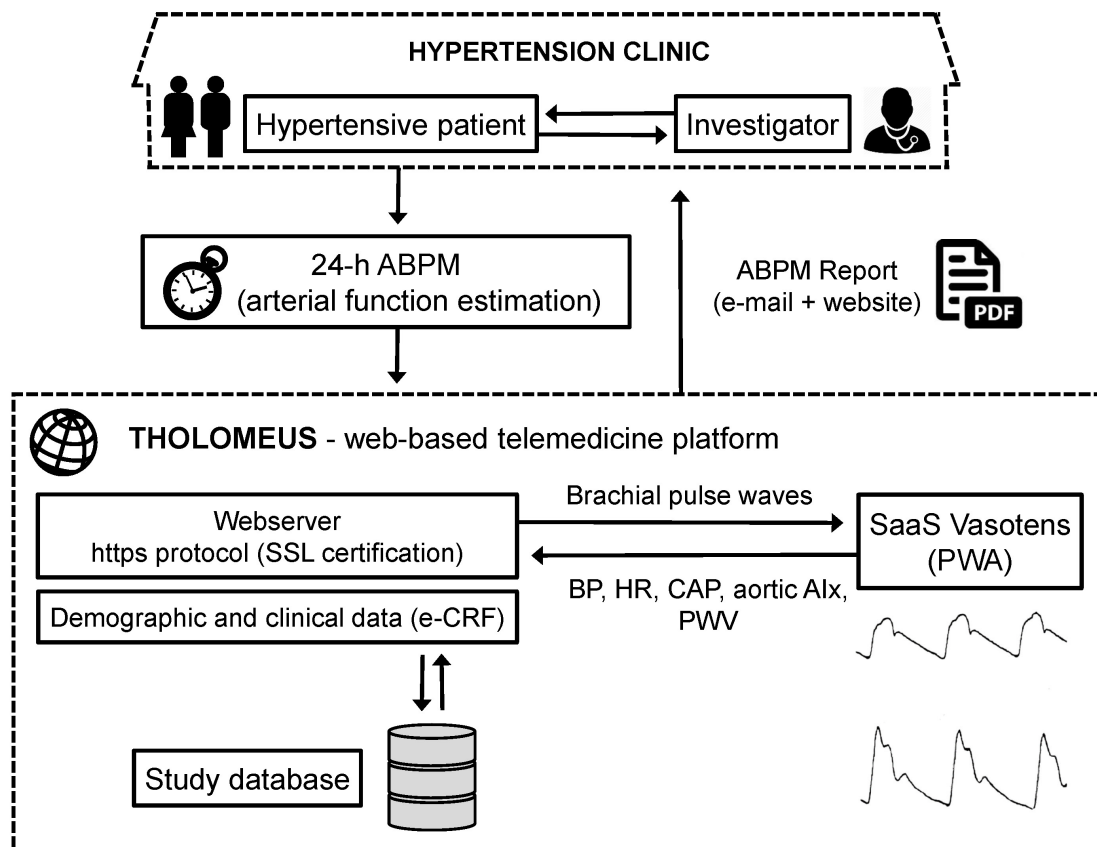 HYPERTENSION CLINIC
Hypertensive patient
Investigator
24-h ABPM
(arterial function estimation)
ABPM Report
(e-mail + website)
PDF
THOLOMEUS - web-based telemedicine platform
Webserver
https protocol (SSL certification)
Brachial pulse waves
SaaS Vasotens
(PWA)
BP, HR, CAP, aortic AIx,
PWV
Demographic and clinical data (e-CRF)
Study database